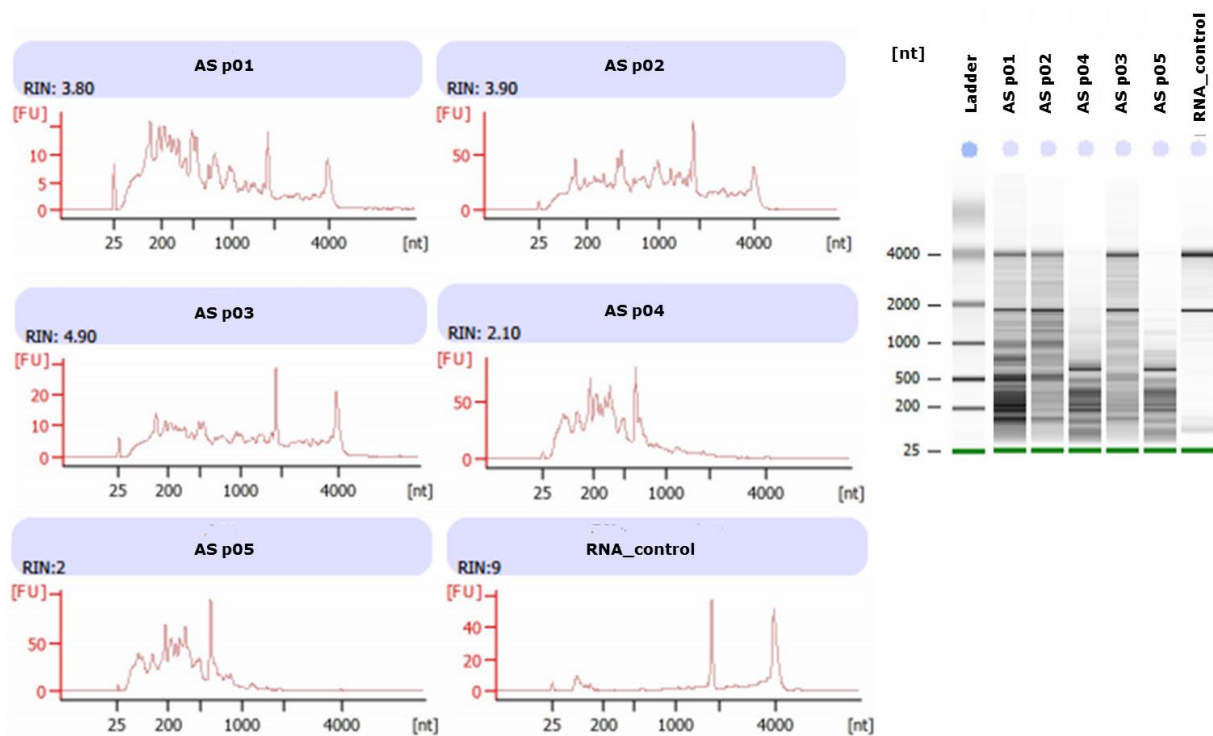 AS p01
RIN: 3.80
[FU]
10
5
0
25 200 1000 4000 [nt]
AS p02
RIN: 3.90
[FU]
50
0
25 200 1000 4000 [nt]
AS p03
RIN: 4.90
[FU]
20
10
0
25 200 1000 4000 [nt]
AS p04
RIN: 2.10
[FU]
50
0
25 200 1000 4000 [nt]
AS p05
RIN:2
[FU]
50
0
25 200 1000 4000 [nt]
RNA_control
RIN:9
[FU]
40
20
0
25 200 1000 4000 [nt]
[nt]
Ladder
AS p01
AS p02
AS p04
AS p03
AS p05
RNA_control
4000
2000
1000
500
200
25